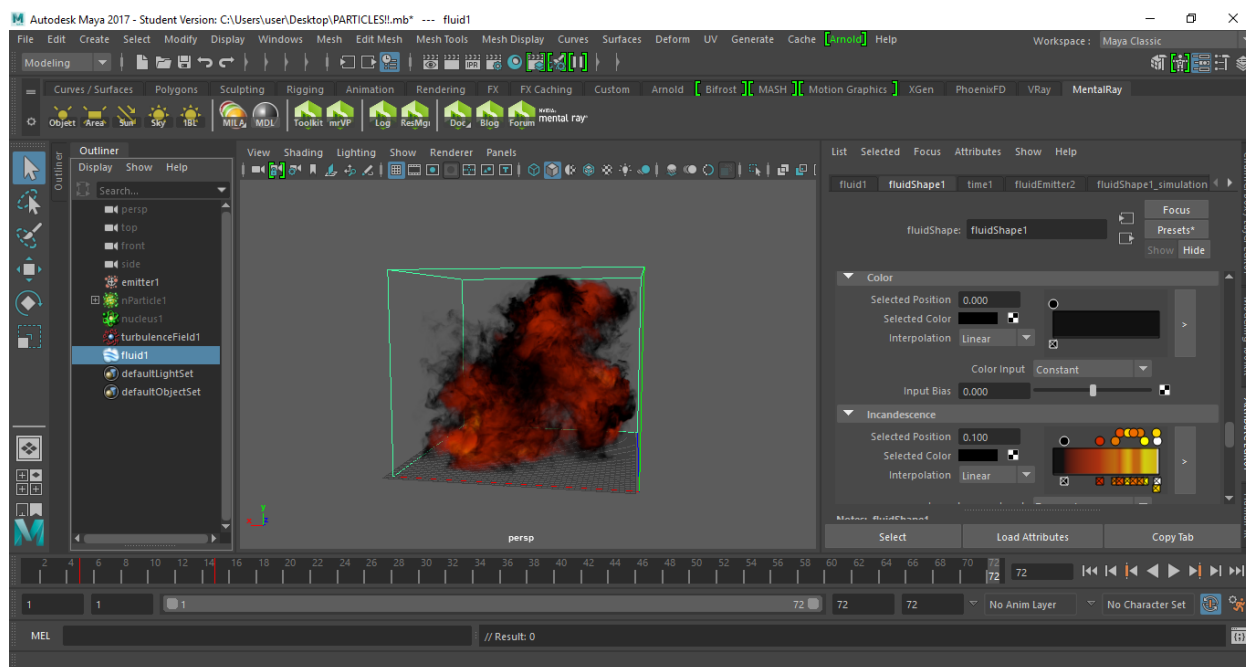 Autodesk Maya 2017 - Student Version: C:\Users\user\Desktop\PARTICLES!!.mb* --- fluid1
File Edit Create Select Modify Display Windows Mesh Edit Mesh Mesh Tools Mesh Display Curves Surfaces Deform UV Generate Cache [Arnold] Help Workspace : Maya Classic
Modeling
Curves / Surfaces Polygons Sculpting Rigging Animation Rendering FX FX Caching Custom Arnold [ Bifrost ][ MASH ][ Motion Graphics ] XGen PhoenixFD VRay MentalRay
Object Area Sun Sky IBL MILA MDL Toolkit mrVP Log ResMgr Doc Blog Forum NVIDIA. mental ray
Outliner
Display Show Help
Search...
persp
top
front
side
emitter1
nParticle1
nucleus1
turbulenceField1
fluid1
defaultLightSet
defaultObjectSet
Outliner
View Shading Lighting Show Renderer Panels
persp
List Selected Focus Attributes Show Help
fluid1 fluidShape1 time1 fluidEmitter2 fluidShape1_simulation
fluidShape: fluidShape1
Focus
Presets*
Show Hide
Color
Selected Position 0.000
Selected Color
Interpolation Linear
Color Input Constant
Input Bias 0.000
Incandescence
Selected Position 0.100
Selected Color
Interpolation Linear
Notes: fluidShape1
Select Load Attributes Copy Tab
2 4 6 8 10 12 14 16 18 20 22 24 26 28 30 32 34 36 38 40 42 44 46 48 50 52 54 56 58 60 62 64 66 68 70 72
72 72
1 1 1 72 72 72 No Anim Layer No Character Set
MEL // Result: 0